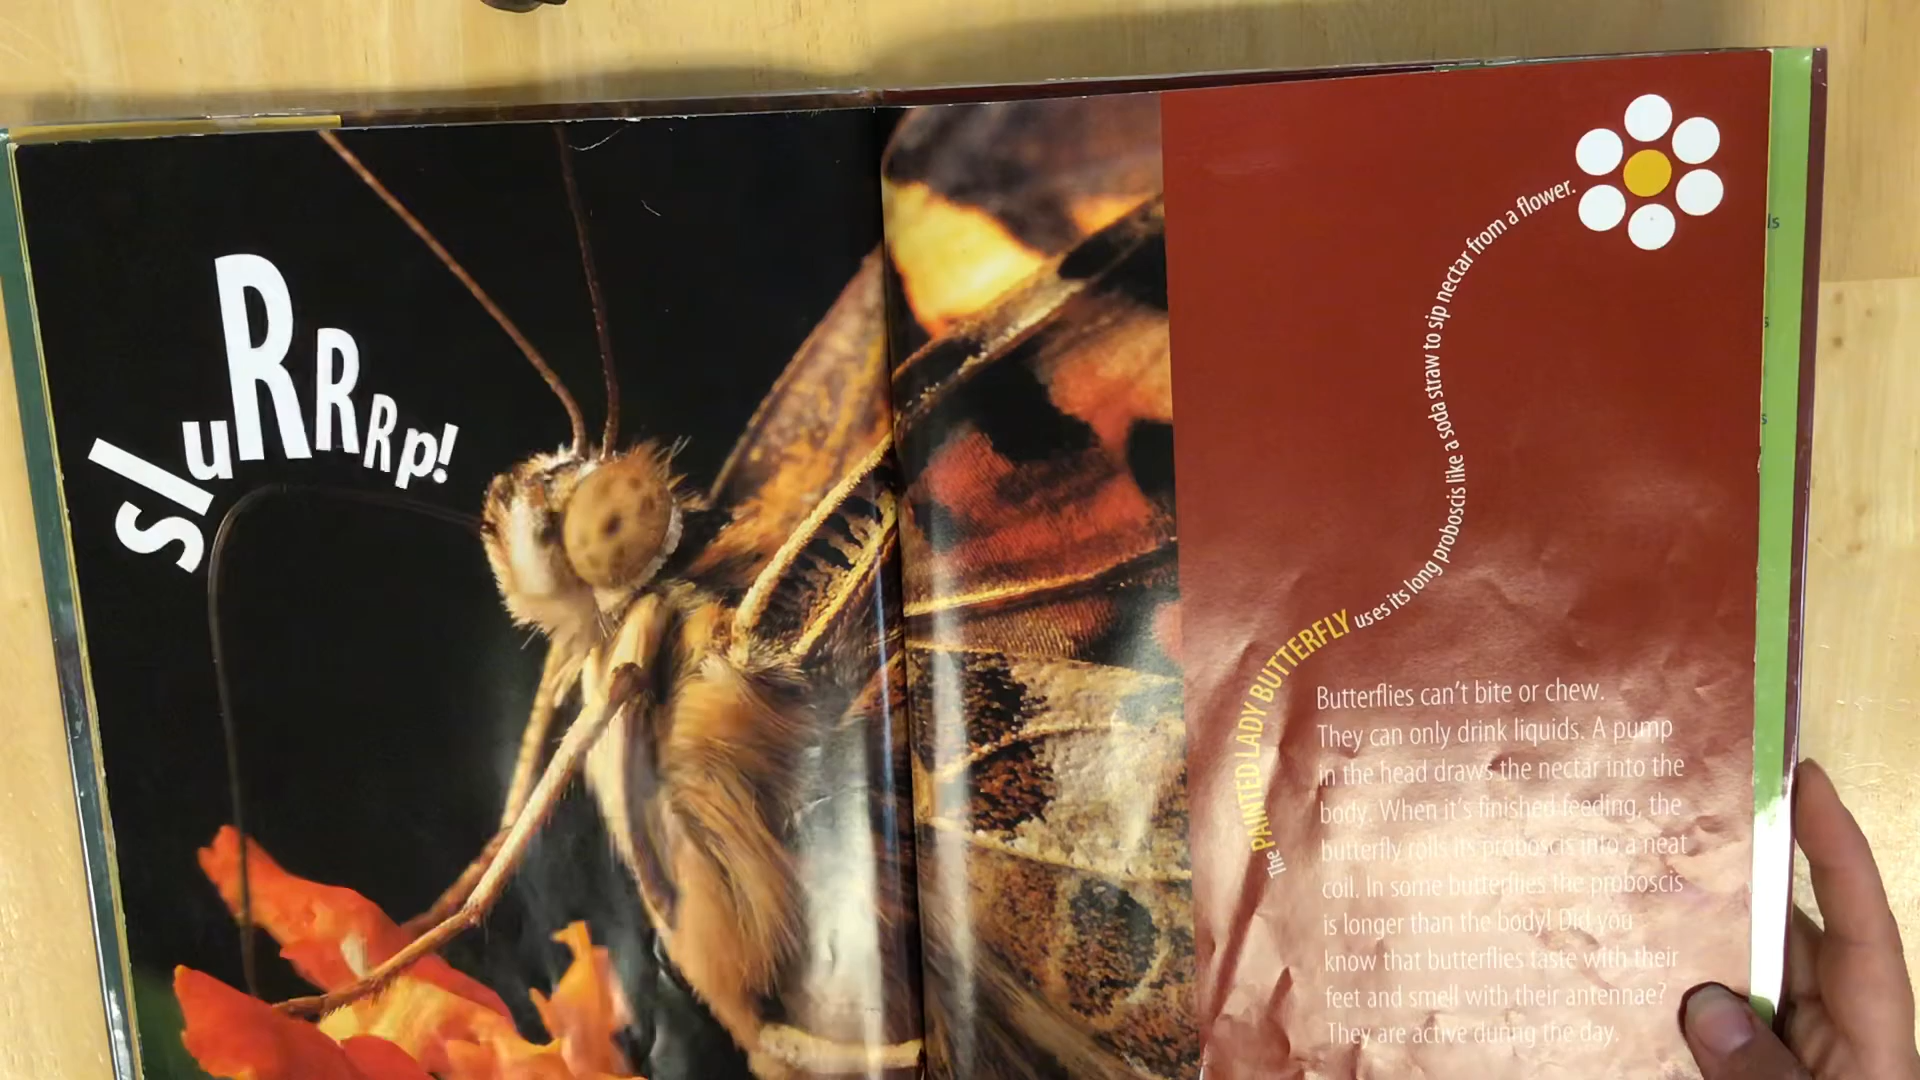 sluRRRp!
The PAINTED LADY BUTTERFLY uses its long proboscis like a soda straw to sip nectar from a flower.
Butterflies can't bite or chew.
They can only drink liquids. A pump
in the head draws the nectar into the
body. When it's finished feeding, the
butterfly rolls its proboscis into a neat
coil. In some butterflies the proboscis
is longer than the body! Did you
know that butterflies taste with their
feet and smell with their antennae?
They are active during the day.